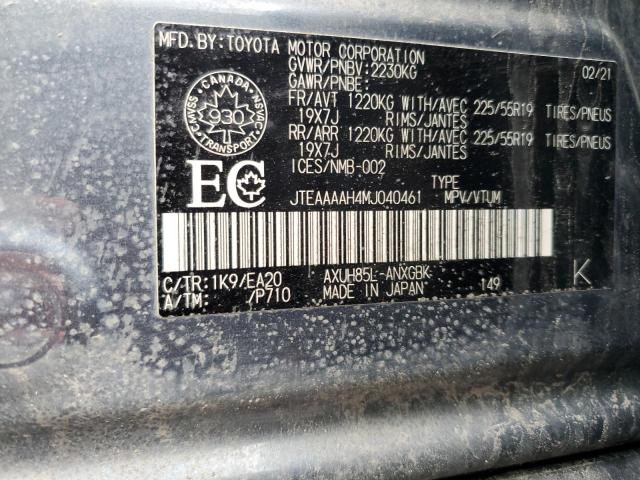 MFD.BY:TOYOTA MOTOR CORPORATION
GVWR/PNBV:2230KG 02/21
GAWR/PNBE:
FR/AVT 1220KG WITH/AVEC 225/55R19 TIRES/PNEUS
19X7J RIMS/JANTES
RR/ARR 1220KG WITH/AVEC 225/55R19 TIRES/PNEUS
19X7J RIMS/JANTES
ICES/NMB-002
CANADA
CMVSS NSVAC
930
TRANSPORT
EC
TYPE
JTEAAAAH4MJ040461 MPV/VTUM
C/TR:1K9/EA20 AXUH85L-ANXGBK
A/TM: /P710 MADE IN JAPAN 149 K